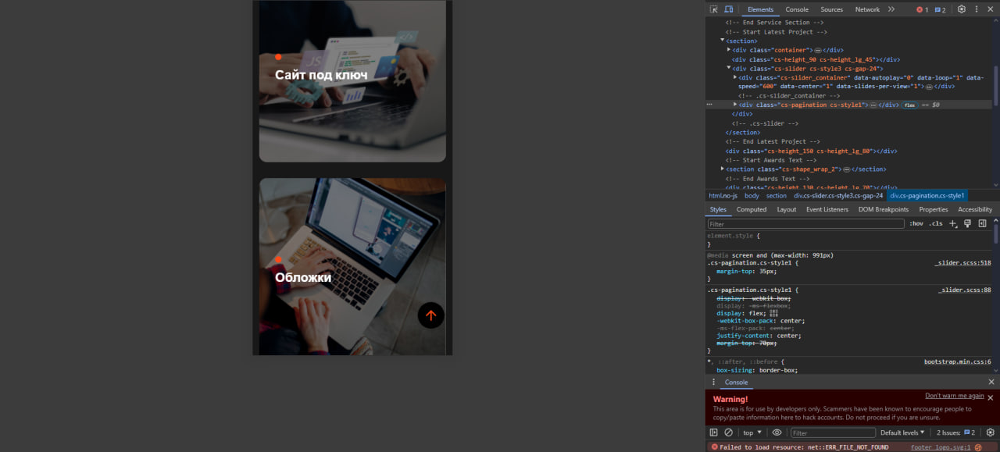 JS
</>
Сайт под ключ
Обложки
Elements Console Sources Network 1 2
<!-- End Service Section -->
<!-- Start Latest Project -->
<section>
<div class="container"></div>
<div class="cs-height_90 cs-height_lg_45"></div>
<div class="cs-slider cs-style3 cs-gap-24">
<div class="cs-slider_container" data-autoplay="0" data-loop="1" data-
speed="600" data-center="1" data-slides-per-view="1"></div>
<!-- .cs-slider_container -->
<div class="cs-pagination cs-style1"></div> flex == $0
</div>
<!-- .cs-slider -->
</section>
<!-- End Latest Project -->
<div class="cs-height_150 cs-height_lg_80"></div>
<!-- Start Awards Text -->
<section class="cs-shape_wrap_2"></section>
<!-- End Awards Text -->
<div class="cs-height_130 cs-height_lg_70"></div>
html.no-js body section div.cs-slider.cs-style3.cs-gap-24 div.cs-pagination.cs-style1
Styles Computed Layout Event Listeners DOM Breakpoints Properties Accessibility
Filter :hov .cls
element.style {
}
@media screen and (max-width: 991px)
.cs-pagination.cs-style1 { _slider.scss:518
margin-top: 35px;
}
.cs-pagination.cs-style1 { _slider.scss:88
display: -webkit-box;
display: -ms-flexbox;
display: flex;
-webkit-box-pack: center;
-ms-flex-pack: center;
justify-content: center;
margin-top: 70px;
}
*, ::after, ::before { bootstrap.min.css:6
box-sizing: border-box;
Console
Warning! Don't warn me again
This area is for use by developers only. Scammers have been known to encourage people to
copy/paste information here to hack accounts. Do not proceed if you are unsure.
top Filter Default levels 2 Issues: 2
Failed to load resource: net::ERR_FILE_NOT_FOUND footer_logo.svg:1